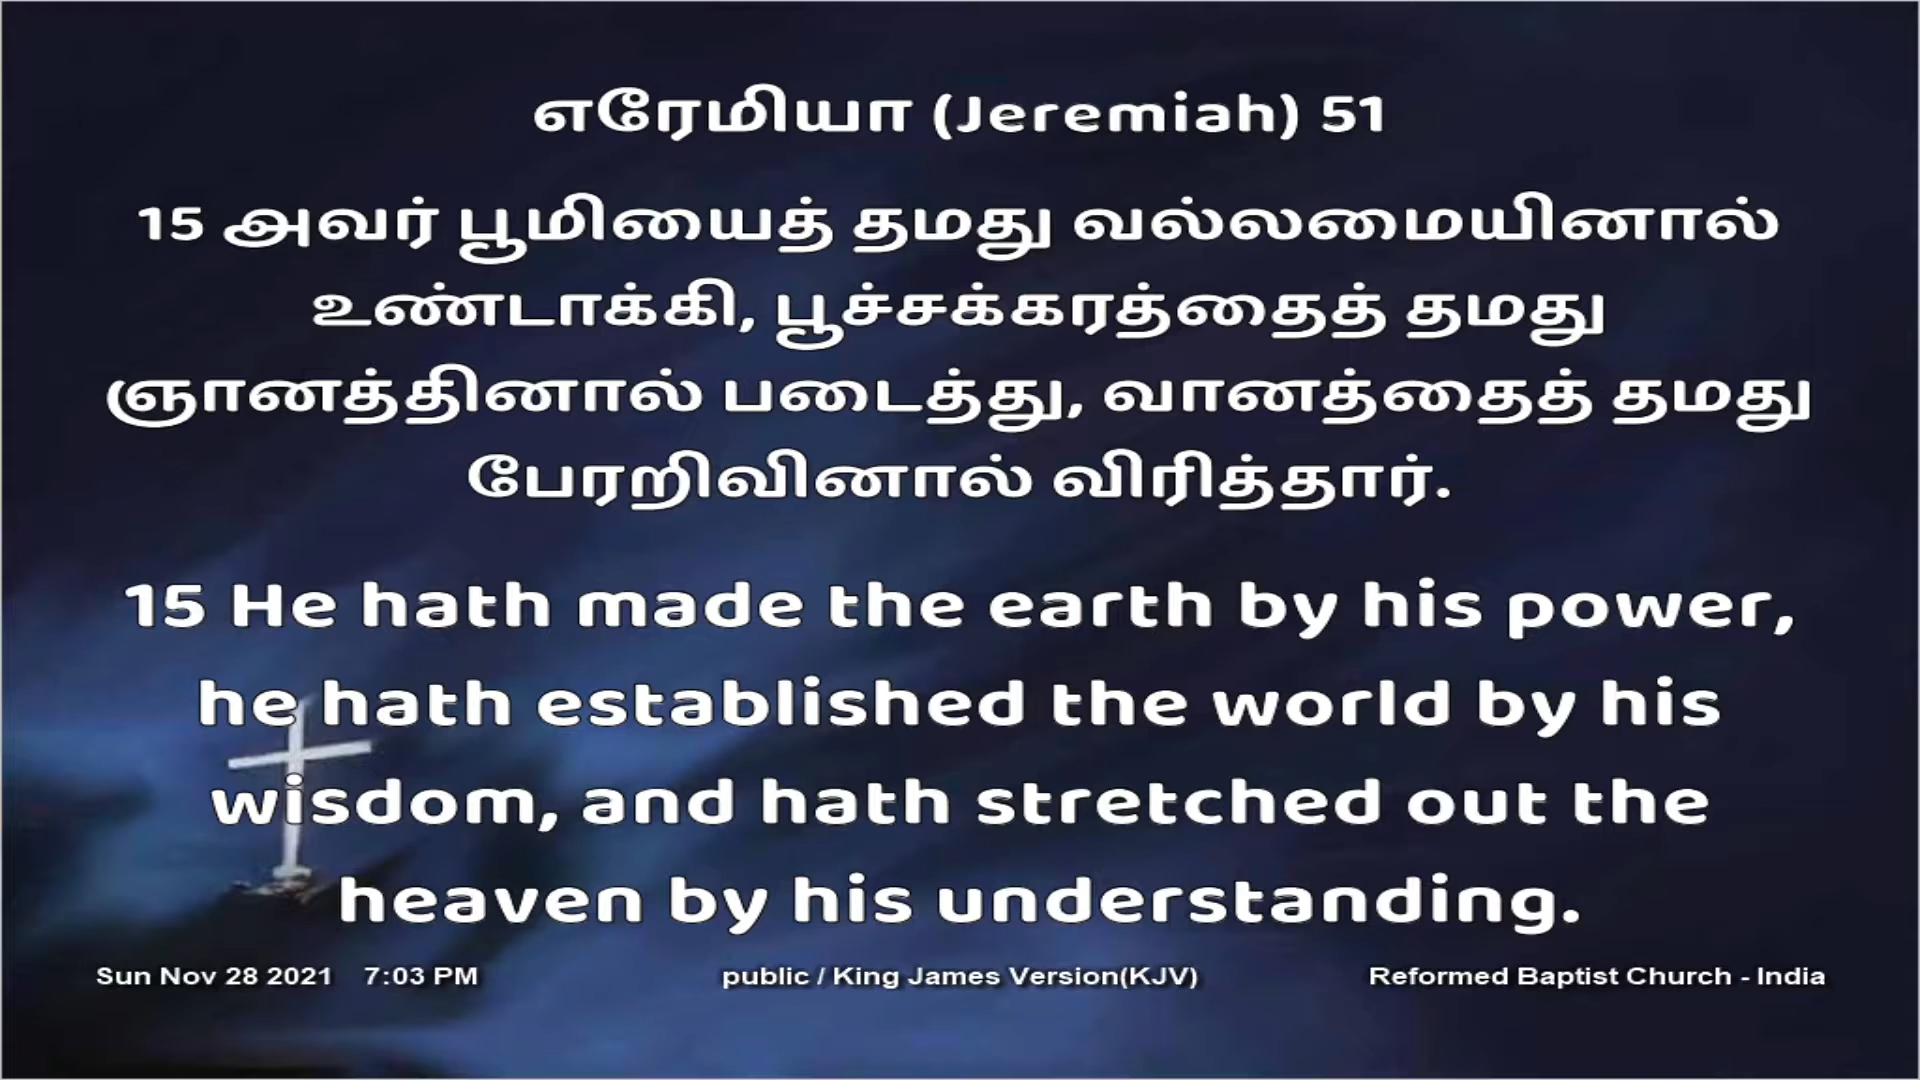 எரேமியா (Jeremiah) 51
15 அவர் பூமியைத் தமது வல்லமையினால்
உண்டாக்கி, பூச்சக்கரத்தைத் தமது
ஞானத்தினால் படைத்து, வானத்தைத் தமது
பேரறிவினால் விரித்தார்.
15 He hath made the earth by his power,
he hath established the world by his
wisdom, and hath stretched out the
heaven by his understanding.
Sun Nov 28 2021 7:03 PM public / King James Version(KJV) Reformed Baptist Church - India